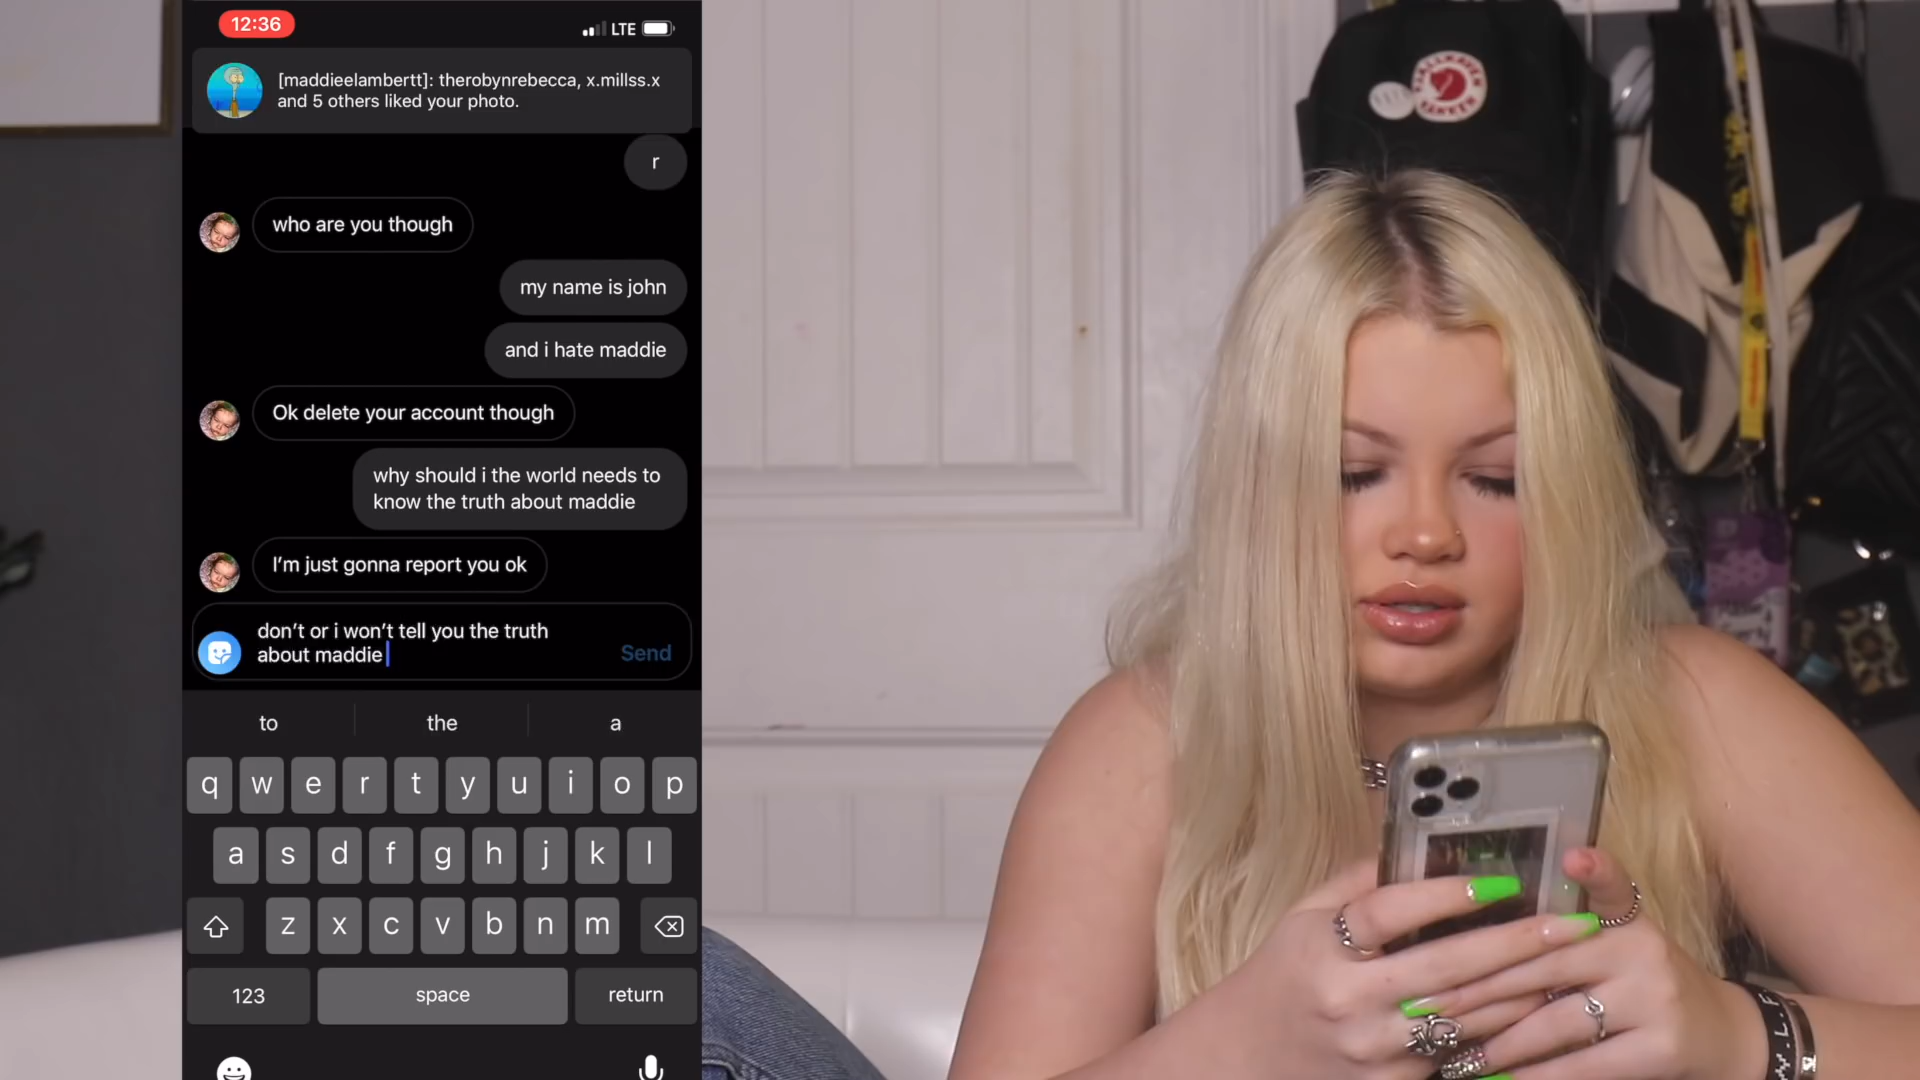 12:36
LTE
[maddieelambertt]: therobynrebecca, x.millss.x
and 5 others liked your photo.
r
who are you though
my name is john
and i hate maddie
Ok delete your account though
why should i the world needs to
know the truth about maddie
I'm just gonna report you ok
don't or i won't tell you the truth
about maddie
Send
to the a
q w e r t y u i o p
a s d f g h j k l
z x c v b n m
123 space return